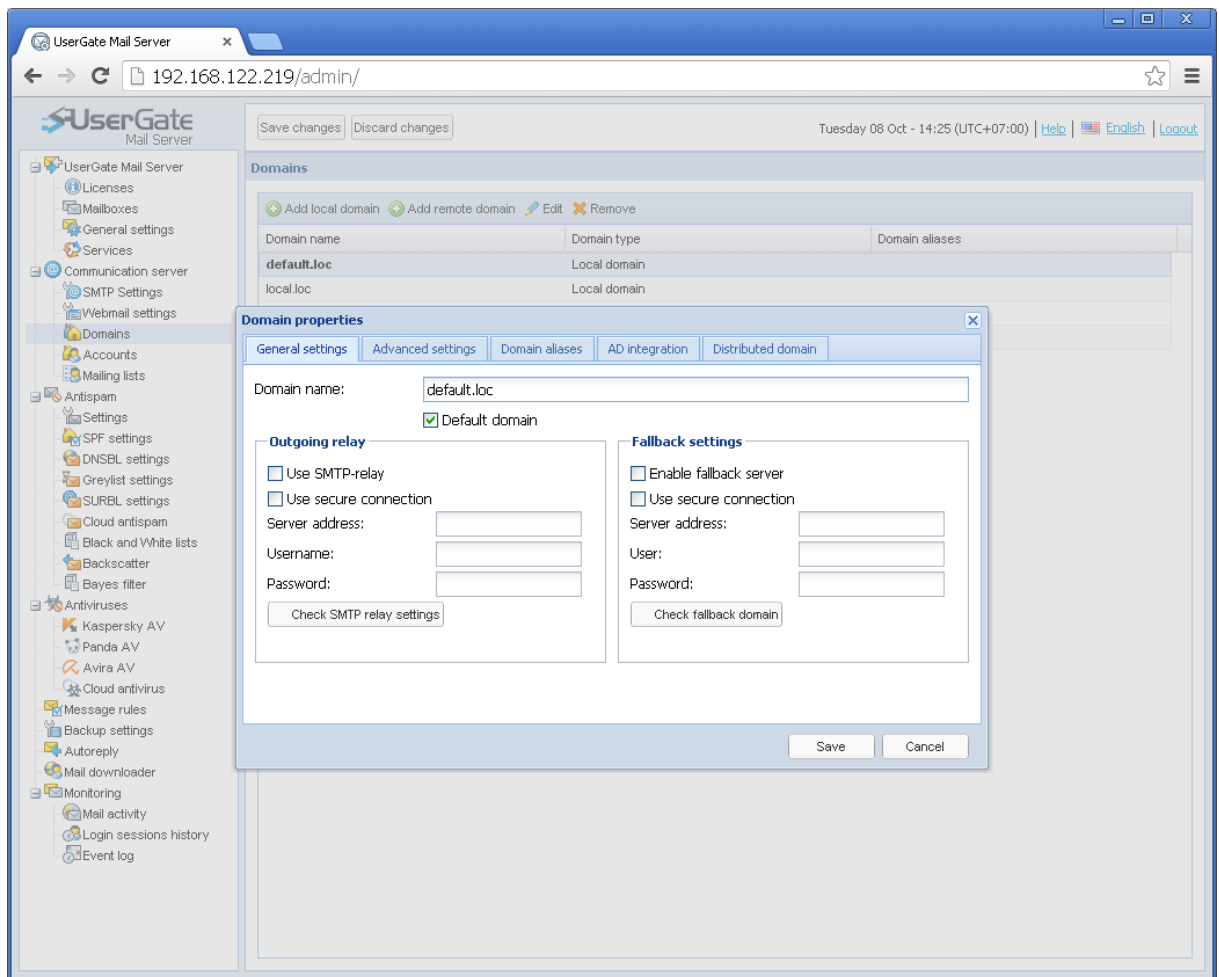 UserGate Mail Server
192.168.122.219/admin/
UserGate
Mail Server
Save changes Discard changes
Tuesday 08 Oct - 14:25 (UTC+07:00) | Help | English | Logout
UserGate Mail Server
Licenses
Mailboxes
General settings
Services
Communication server
SMTP Settings
Webmail settings
Domains
Accounts
Mailing lists
Antispam
Settings
SPF settings
DNSBL settings
Greylist settings
SURBL settings
Cloud antispam
Black and White lists
Backscatter
Bayes filter
Antiviruses
Kaspersky AV
Panda AV
Avira AV
Cloud antivirus
Message rules
Backup settings
Autoreply
Mail downloader
Monitoring
Mail activity
Login sessions history
Event log
Domains
Add local domain Add remote domain Edit Remove
Domain name Domain type Domain aliases
default.loc Local domain
local.loc Local domain
Domain properties
General settings Advanced settings Domain aliases AD integration Distributed domain
Domain name: default.loc
Default domain
Outgoing relay
Use SMTP-relay
Use secure connection
Server address:
Username:
Password:
Check SMTP relay settings
Fallback settings
Enable fallback server
Use secure connection
Server address:
User:
Password:
Check fallback domain
Save Cancel